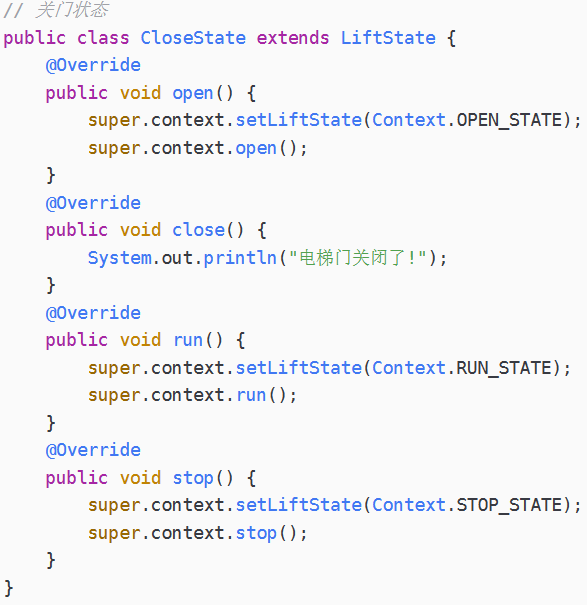 // 关门状态
public class CloseState extends LiftState {
    @Override
    public void open() {
        super.context.setLiftState(Context.OPEN_STATE);
        super.context.open();
    }
    @Override
    public void close() {
        System.out.println("电梯门关闭了!");
    }
    @Override
    public void run() {
        super.context.setLiftState(Context.RUN_STATE);
        super.context.run();
    }
    @Override
    public void stop() {
        super.context.setLiftState(Context.STOP_STATE);
        super.context.stop();
    }
}